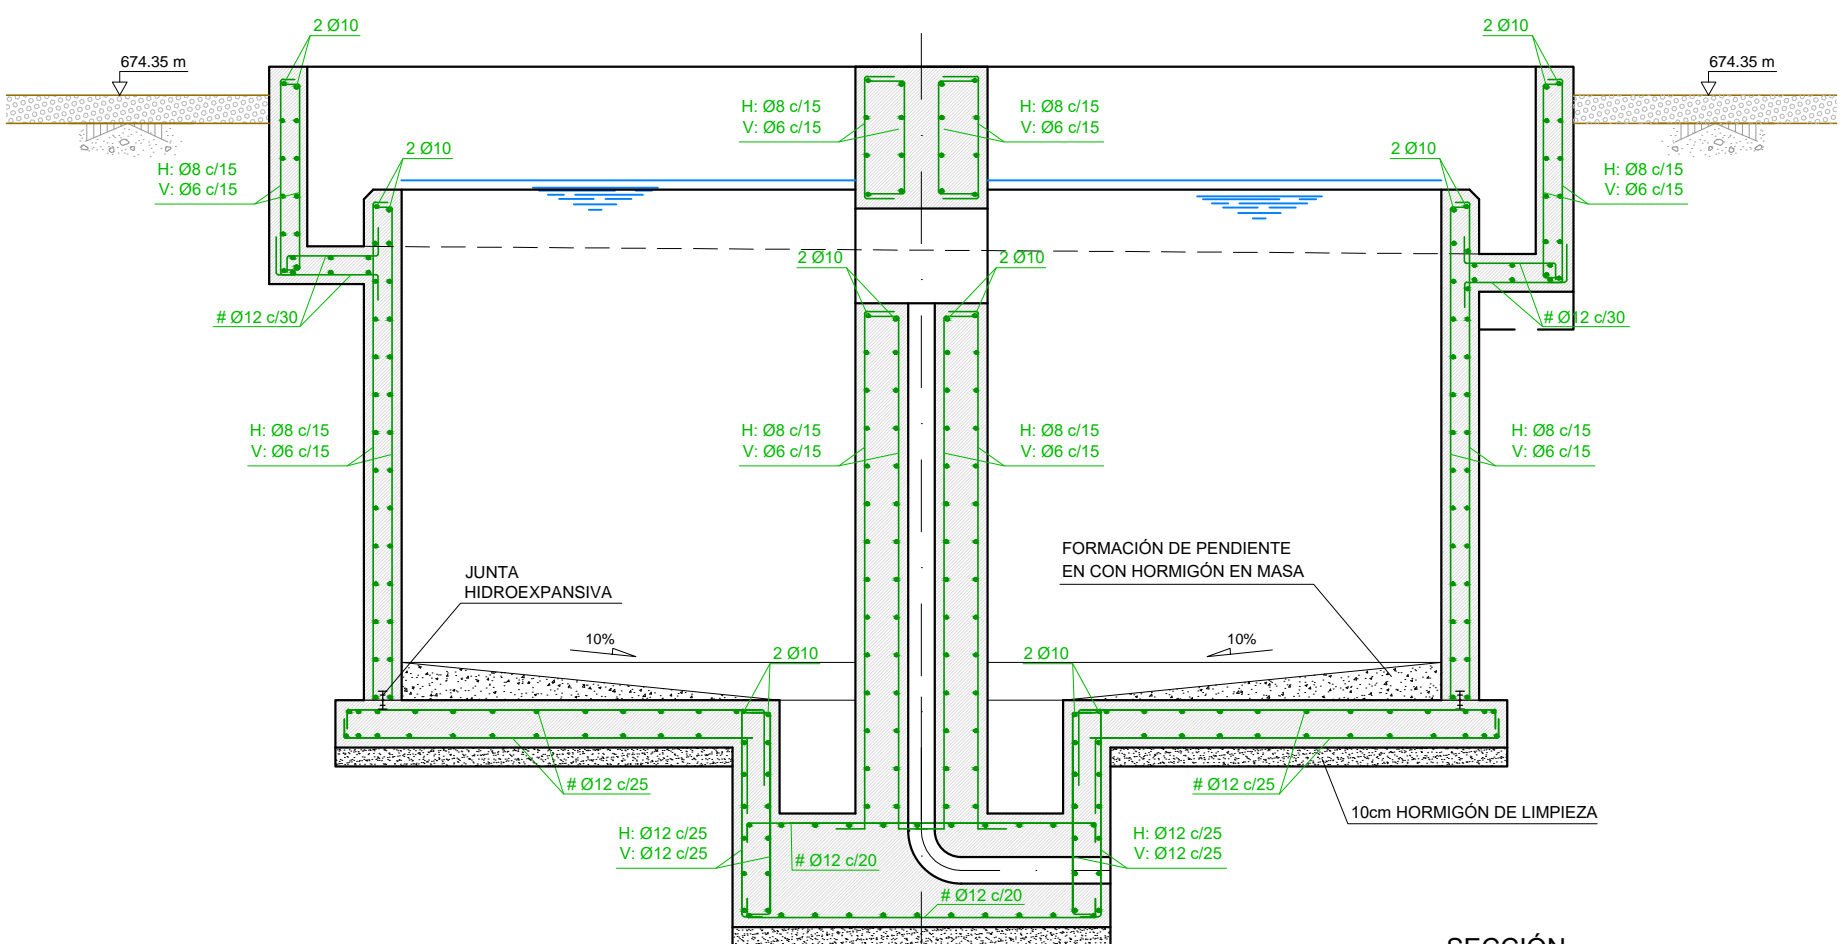 2 Ø10
2 Ø10
674.35 m
674.35 m
H: Ø8 c/15
V: Ø6 c/15
H: Ø8 c/15
V: Ø6 c/15
2 Ø10
2 Ø10
H: Ø8 c/15
V: Ø6 c/15
H: Ø8 c/15
V: Ø6 c/15
2 Ø10
2 Ø10
# Ø12 c/30
# Ø12 c/30
H: Ø8 c/15
V: Ø6 c/15
H: Ø8 c/15
V: Ø6 c/15
H: Ø8 c/15
V: Ø6 c/15
H: Ø8 c/15
V: Ø6 c/15
JUNTA
HIDROEXPANSIVA
FORMACIÓN DE PENDIENTE
EN CON HORMIGÓN EN MASA
10%
10%
2 Ø10
2 Ø10
# Ø12 c/25
# Ø12 c/25
10cm HORMIGÓN DE LIMPIEZA
H: Ø12 c/25
V: Ø12 c/25
H: Ø12 c/25
V: Ø12 c/25
# Ø12 c/20
# Ø12 c/20
SECCIÓN